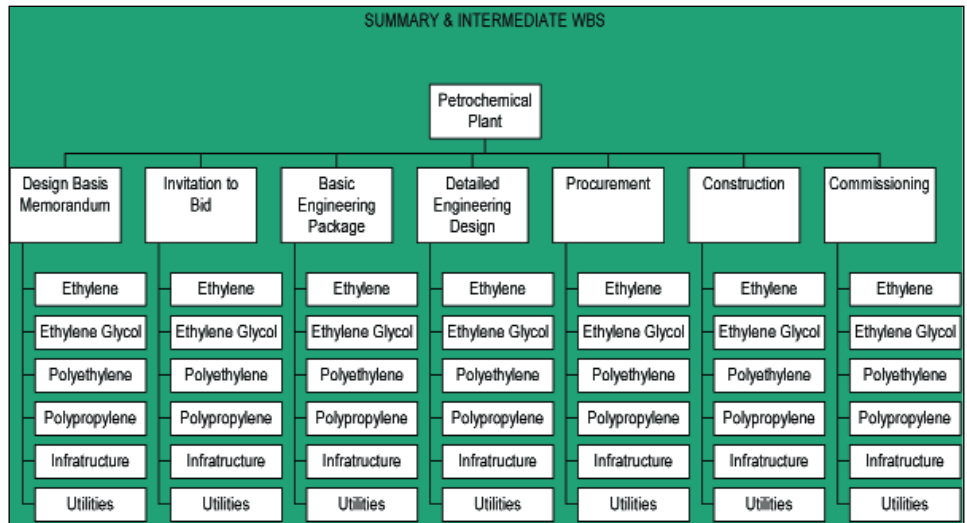 SUMMARY & INTERMEDIATE WBS
Petrochemical
Plant
Design Basis
Memorandum
Invitation to
Bid
Basic
Engineering
Package
Detailed
Engineering
Design
Procurement
Construction
Commissioning
Ethylene
Ethylene
Ethylene
Ethylene
Ethylene
Ethylene
Ethylene
Ethylene Glycol
Ethylene Glycol
Ethylene Glycol
Ethylene Glycol
Ethylene Glycol
Ethylene Glycol
Ethylene Glycol
Polyethylene
Polyethylene
Polyethylene
Polyethylene
Polyethylene
Polyethylene
Polyethylene
Polypropylene
Polypropylene
Polypropylene
Polypropylene
Polypropylene
Polypropylene
Polypropylene
Infratructure
Infratructure
Infratructure
Infratructure
Infratructure
Infratructure
Infratructure
Utilities
Utilities
Utilities
Utilities
Utilities
Utilities
Utilities